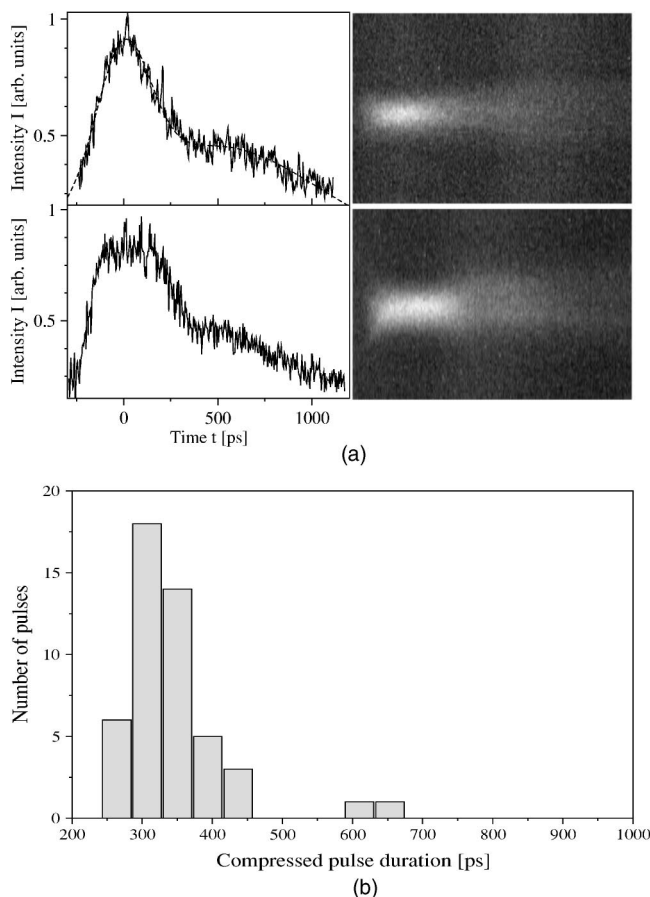 1
0.5
Intensity I [arb. units]
1
0.5
Intensity I [arb. units]
0 500 1000
Time t [ps]
(a)
20
15
10
5
0
Number of pulses
200 300 400 500 600 700 800 900 1000
Compressed pulse duration [ps]
(b)